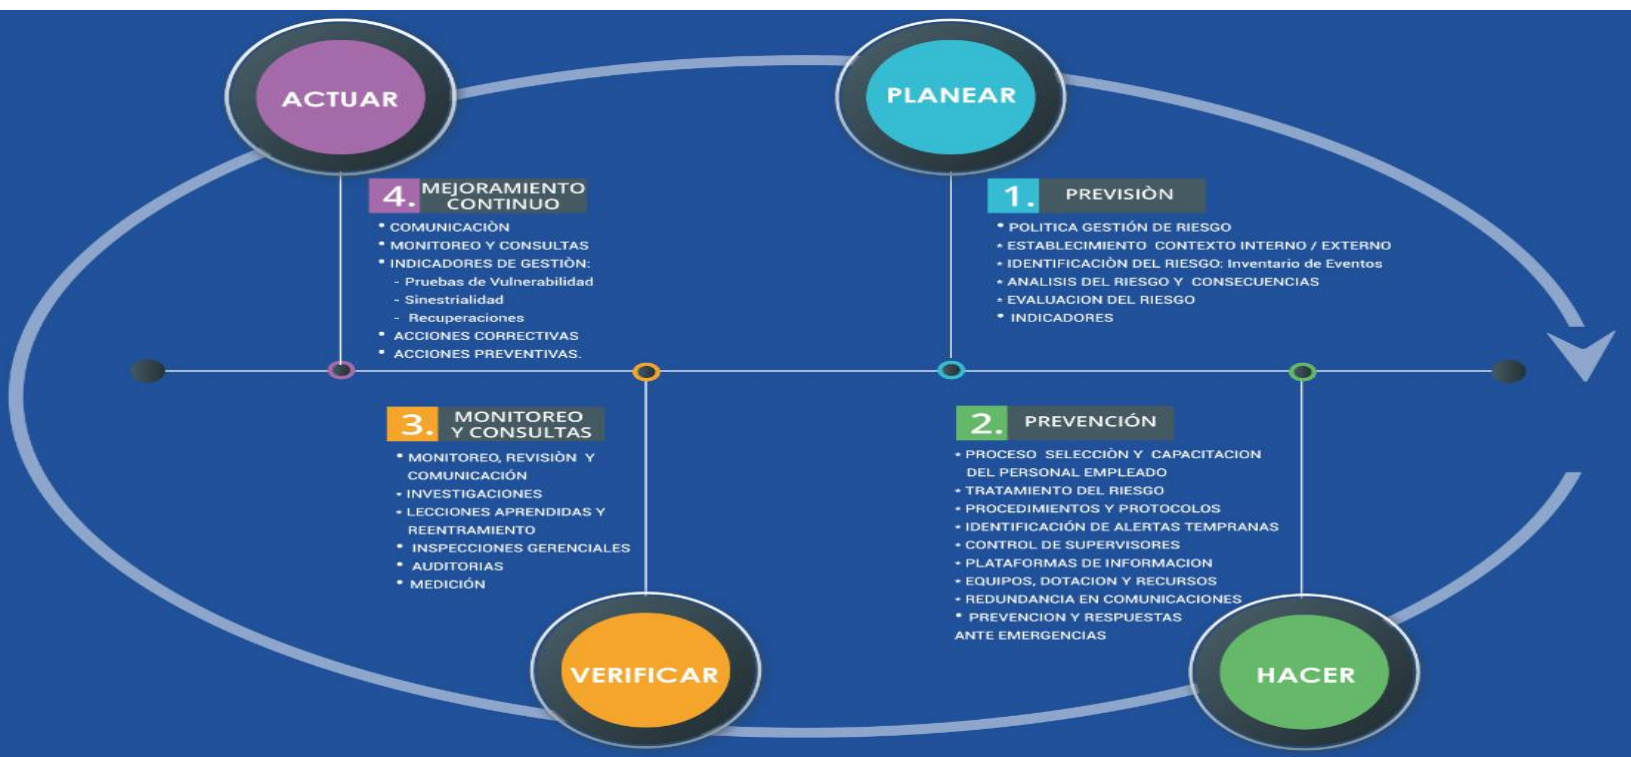 ACTUAR
PLANEAR
4. MEJORAMIENTO
CONTINUO
• COMUNICACIÒN
• MONITOREO Y CONSULTAS
• INDICADORES DE GESTIÒN:
- Pruebas de Vulnerabilidad
- Sinestrialidad
- Recuperaciones
• ACCIONES CORRECTIVAS
• ACCIONES PREVENTIVAS.
1. PREVISIÒN
• POLITICA GESTIÓN DE RIESGO
• ESTABLECIMIENTO CONTEXTO INTERNO / EXTERNO
• IDENTIFICACIÒN DEL RIESGO: Inventario de Eventos
• ANALISIS DEL RIESGO Y CONSECUENCIAS
• EVALUACION DEL RIESGO
• INDICADORES
3. MONITOREO
Y CONSULTAS
• MONITOREO, REVISIÒN Y
COMUNICACIÓN
• INVESTIGACIONES
• LECCIONES APRENDIDAS Y
REENTRAMIENTO
• INSPECCIONES GERENCIALES
• AUDITORIAS
• MEDICIÓN
2. PREVENCIÓN
• PROCESO SELECCIÒN Y CAPACITACION
DEL PERSONAL EMPLEADO
• TRATAMIENTO DEL RIESGO
• PROCEDIMIENTOS Y PROTOCOLOS
• IDENTIFICACIÓN DE ALERTAS TEMPRANAS
• CONTROL DE SUPERVISORES
• PLATAFORMAS DE INFORMACION
• EQUIPOS, DOTACION Y RECURSOS
• REDUNDANCIA EN COMUNICACIONES
• PREVENCION Y RESPUESTAS
ANTE EMERGENCIAS
VERIFICAR
HACER